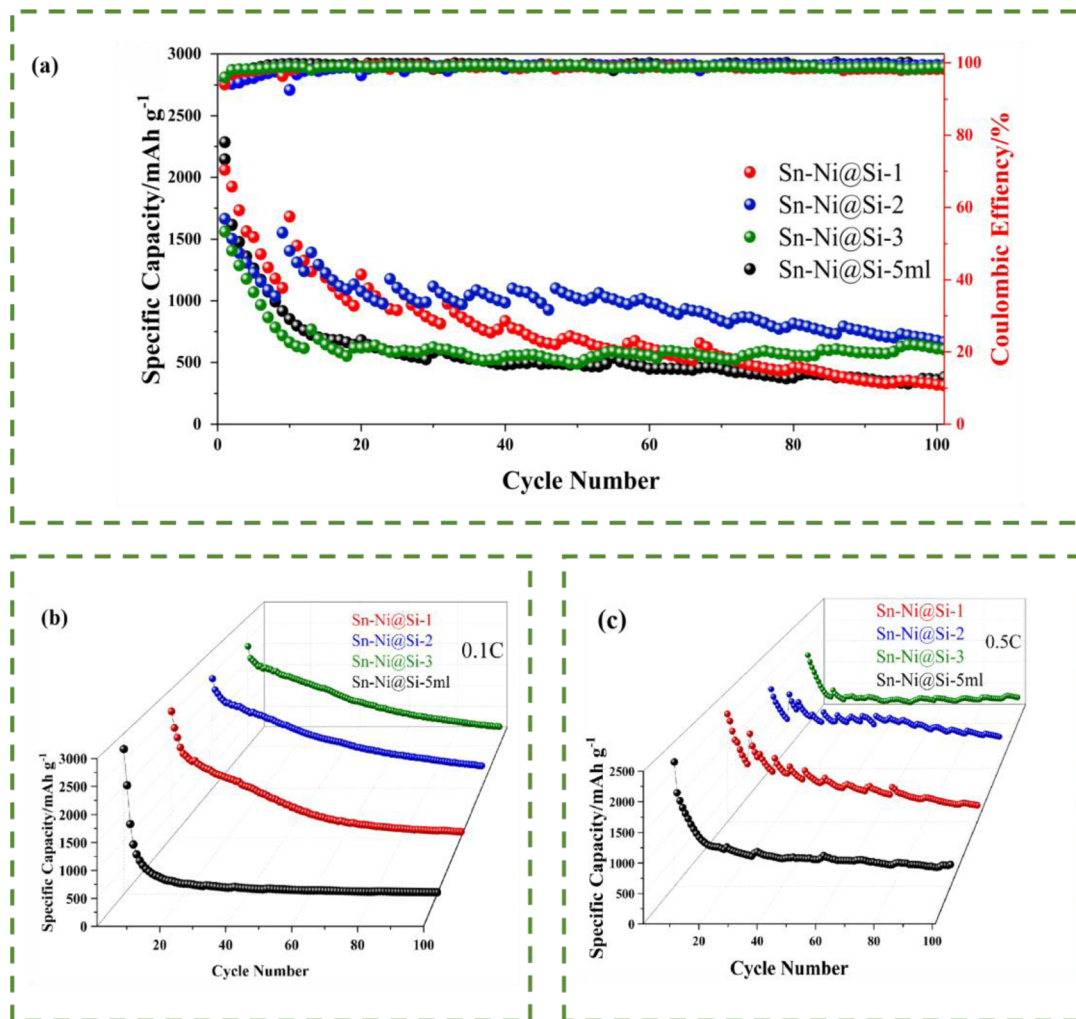 (a)
3000
2500
2000
1500
1000
500
0
Specific Capacity/mAh g⁻¹
0 20 40 60 80 100
Cycle Number
100
80
60
40
20
0
Coulombic Effiency/%
Sn-Ni@Si-1
Sn-Ni@Si-2
Sn-Ni@Si-3
Sn-Ni@Si-5ml
(b)
Sn-Ni@Si-1
Sn-Ni@Si-2
Sn-Ni@Si-3
Sn-Ni@Si-5ml
0.1C
3000
2500
2000
1500
1000
500
0
Specific Capacity/mAh g⁻¹
20 40 60 80 100
Cycle Number
(c)
Sn-Ni@Si-1
Sn-Ni@Si-2
Sn-Ni@Si-3
Sn-Ni@Si-5ml
0.5C
2500
2000
1500
1000
500
0
Specific Capacity/mAh g⁻¹
20 40 60 80 100
Cycle Number